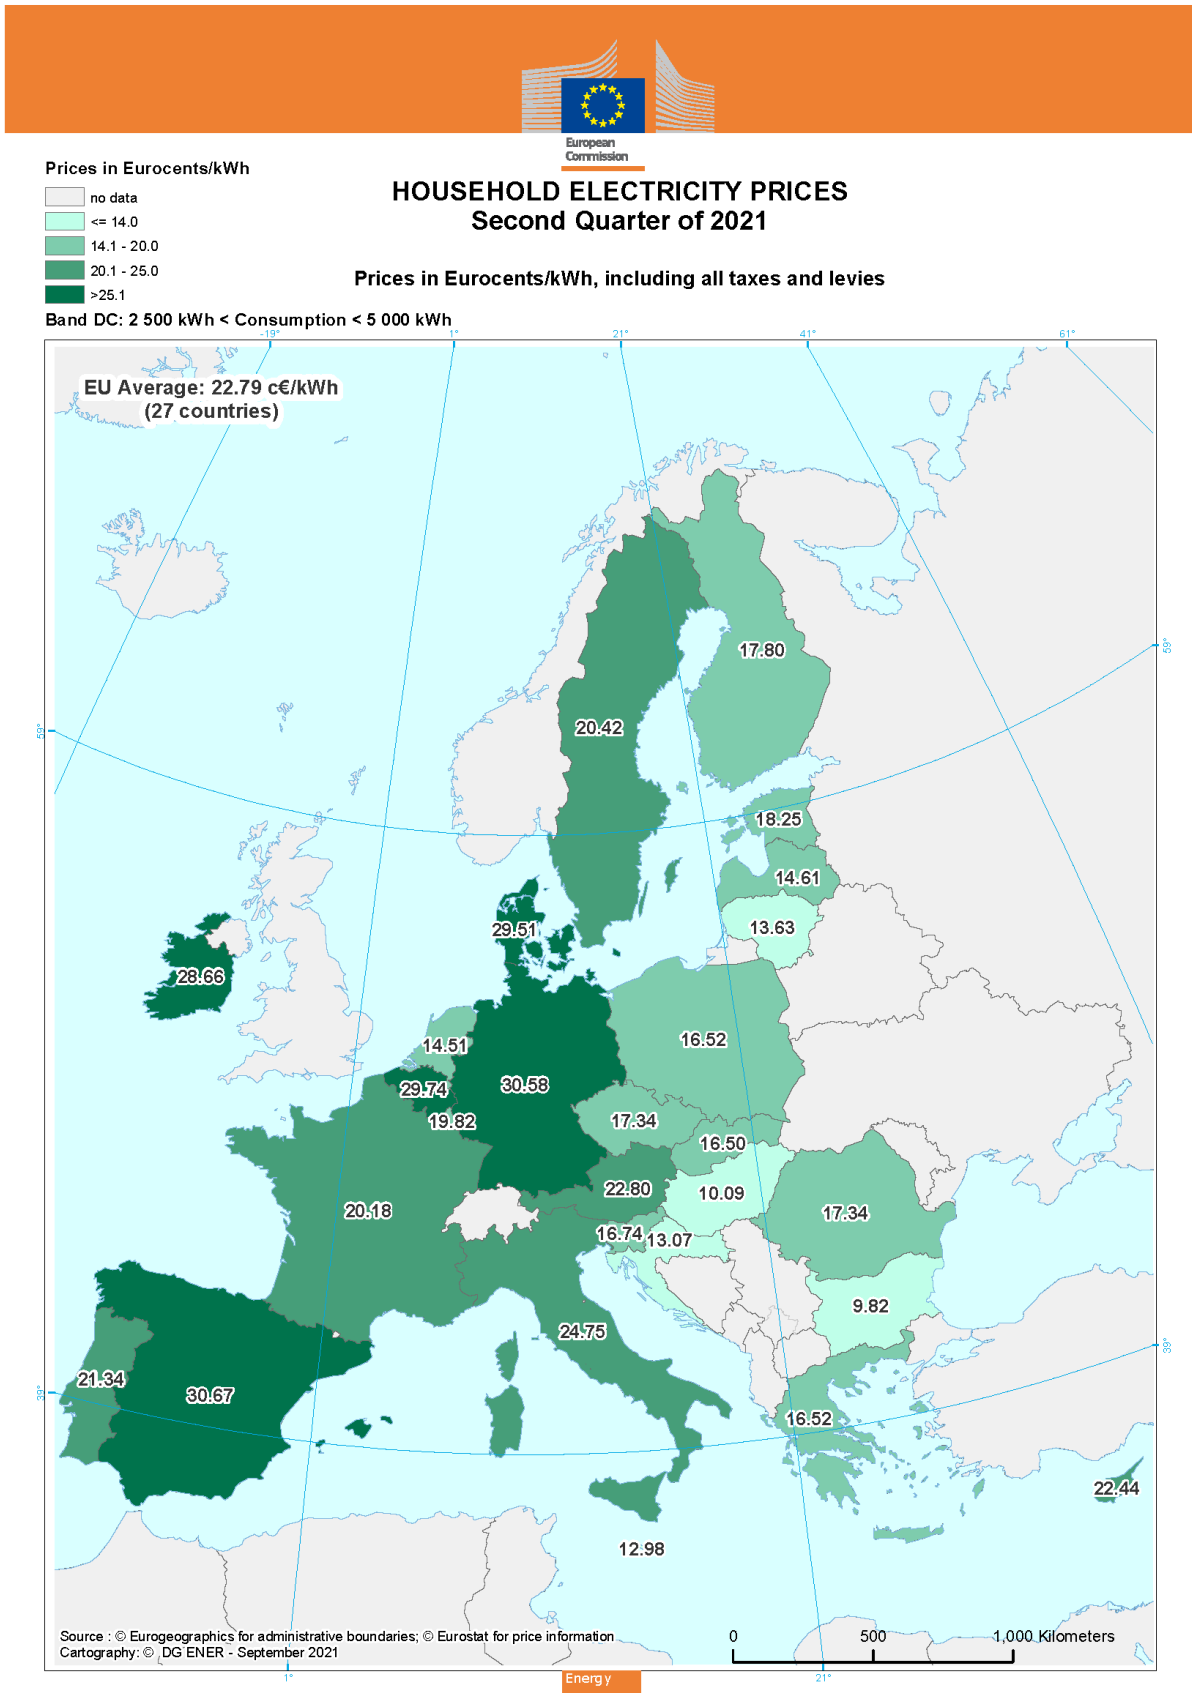 European
Commission
Prices in Eurocents/kWh
no data
<= 14.0
14.1 - 20.0
20.1 - 25.0
>25.1
HOUSEHOLD ELECTRICITY PRICES
Second Quarter of 2021
Prices in Eurocents/kWh, including all taxes and levies
Band DC: 2 500 kWh < Consumption < 5 000 kWh
-19°
1°
21°
41°
61°
EU Average: 22.79 c€/kWh
(27 countries)
17.80
59°
20.42
59°
18.25
14.61
13.63
29.51
28.66
16.52
14.51
30.58
29.74
19.82
17.34
16.50
22.80
10.09
20.18
17.34
16.74
13.07
9.82
24.75
39°
21.34
30.67
39°
16.52
22.44
12.98
Source : © Eurogeographics for administrative boundaries; © Eurostat for price information
Cartography: © DG ENER - September 2021
0
500
1,000 Kilometers
1°
21°
Energy